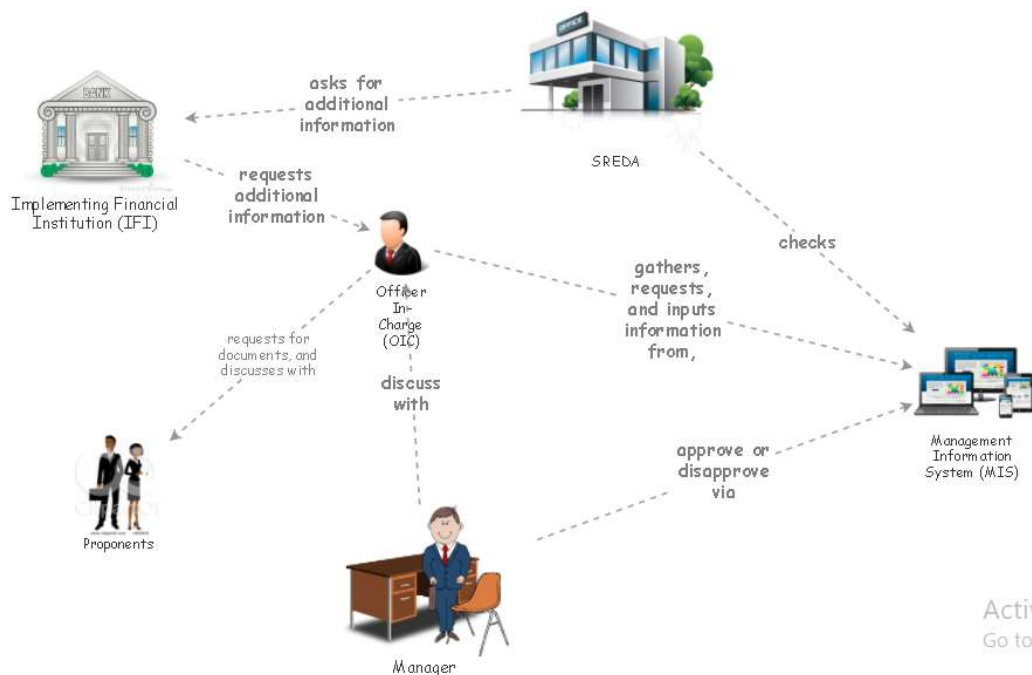 OFFICE
asks for
additional
information
BANK
SREDA
requests
additional
information
Implementing Financial
Institution (IFI)
checks
gathers,
requests,
and inputs
information
from,
Officer
In-
Charge
(OIC)
requests for
documents, and
discusses with
discuss
with
Management
Information
System (MIS)
approve or
disapprove
via
Proponents
Manager
Activ
Go to